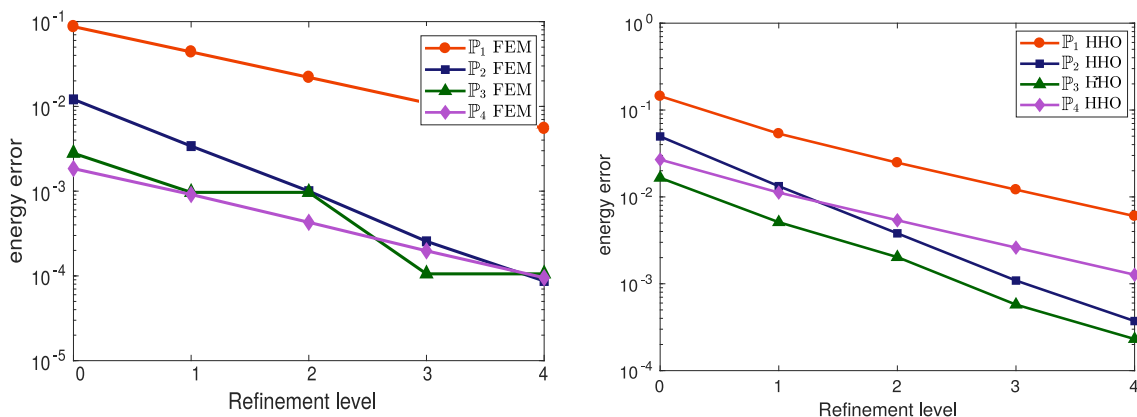 10^-1
10^-2
10^-3
10^-4
10^-5
energy error
0 1 2 3 4
Refinement level
ℙ1 FEM
ℙ2 FEM
ℙ3 FEM
ℙ4 FEM
10^0
10^-1
10^-2
10^-3
10^-4
energy error
0 1 2 3 4
Refinement level
ℙ1 HHO
ℙ2 HHO
ℙ3 HHO
ℙ4 HHO